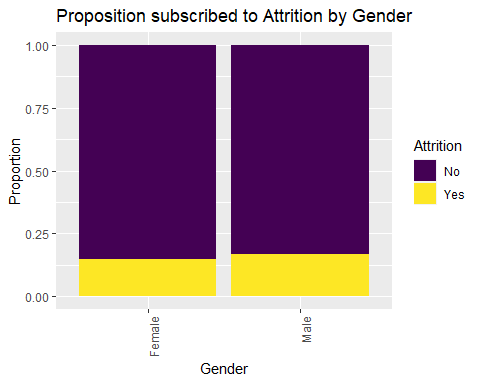 Proposition subscribed to Attrition by Gender
Proportion
1.00
0.75
0.50
0.25
0.00
Female
Male
Gender
Attrition
No
Yes